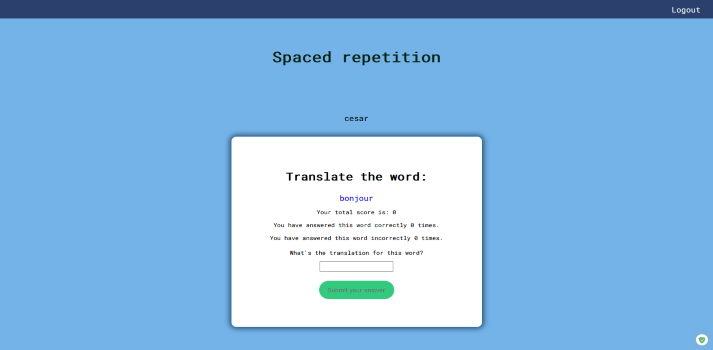 Logout
Spaced repetition
cesar
Translate the word:
bonjour
Your total score is: 0
You have answered this word correctly 0 times.
You have answered this word incorrectly 0 times.
What's the translation for this word?
Submit your answer